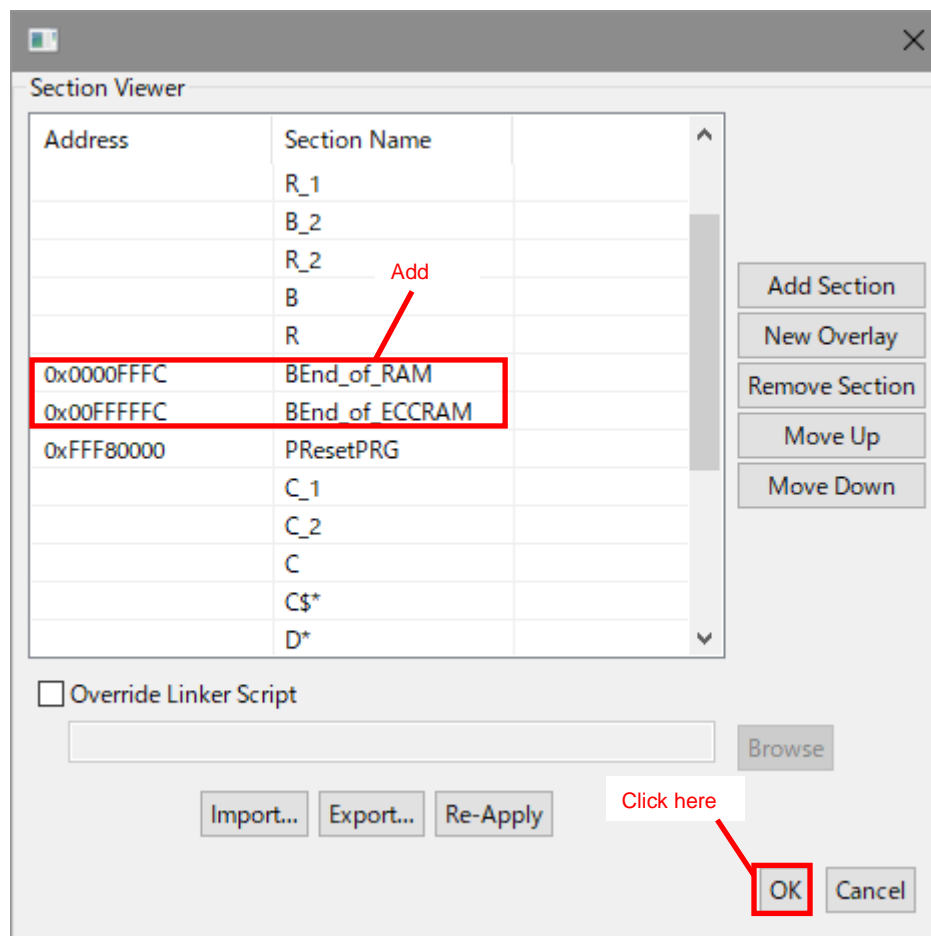 Section Viewer
Address Section Name
R_1
B_2
R_2
Add
B
R
0x0000FFFC BEnd_of_RAM
0x00FFFFFC BEnd_of_ECCRAM
0xFFF80000 PResetPRG
C_1
C_2
C
C$*
D*
Add Section
New Overlay
Remove Section
Move Up
Move Down
Override Linker Script
Browse
Import... Export... Re-Apply
Click here
OK Cancel